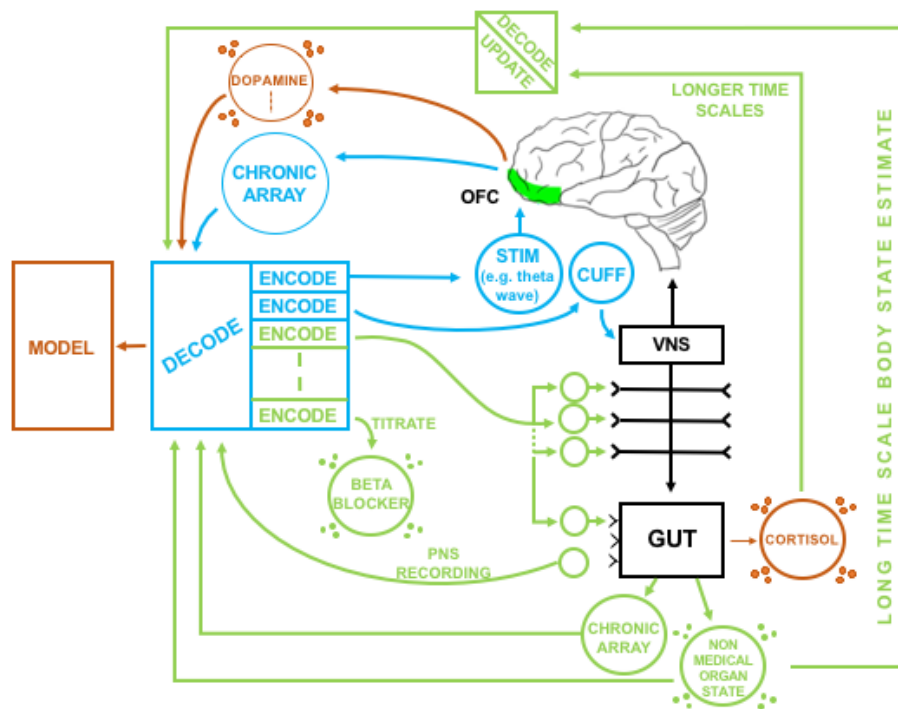 DECODE
UPDATE
DOPAMINE
LONGER TIME
SCALES
CHRONIC
ARRAY
OFC
STIM
(e.g. theta
wave)
CUFF
MODEL
DECODE
ENCODE
ENCODE
ENCODE
ENCODE
VNS
TITRATE
BETA
BLOCKER
PNS
RECORDING
GUT
CORTISOL
CHRONIC
ARRAY
NON
MEDICAL
ORGAN
STATE
LONG TIME SCALE BODY STATE ESTIMATE